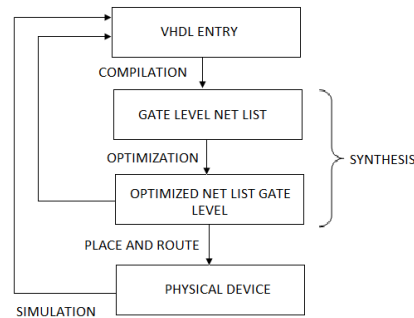 VHDL ENTRY
COMPILATION
GATE LEVEL NET LIST
OPTIMIZATION
SYNTHESIS
OPTIMIZED NET LIST GATE
LEVEL
PLACE AND ROUTE
PHYSICAL DEVICE
SIMULATION